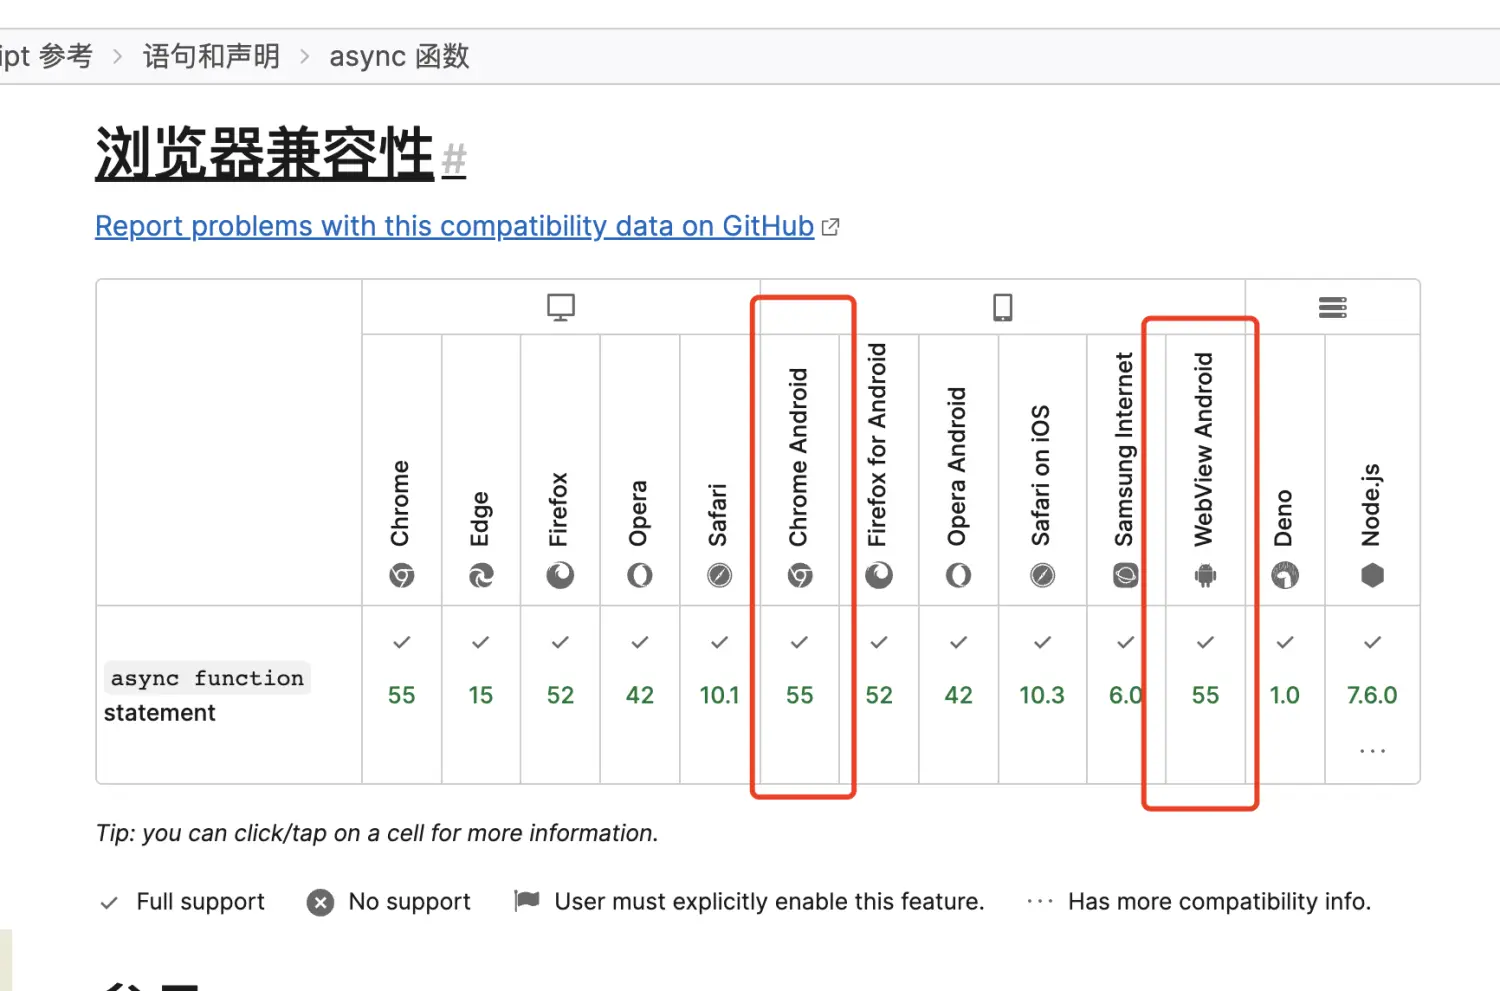 ipt 参考 > 语句和声明 > async 函数
浏览器兼容性 #
Report problems with this compatibility data on GitHub
Chrome
Edge
Firefox
Opera
Safari
Chrome Android
Firefox for Android
Opera Android
Safari on iOS
Samsung Internet
WebView Android
Deno
Node.js
async function statement
55 15 52 42 10.1 55 52 42 10.3 6.0 55 1.0 7.6.0
...
Tip: you can click/tap on a cell for more information.
Full support No support User must explicitly enable this feature. ... Has more compatibility info.